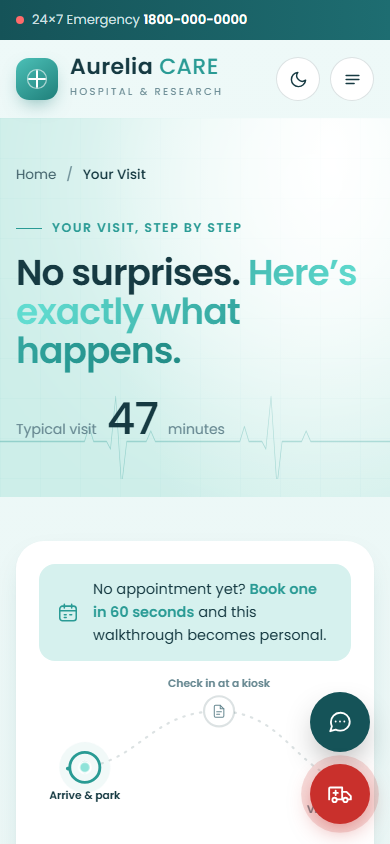 24×7 Emergency 1800-000-0000
Aurelia CARE
HOSPITAL & RESEARCH
Home / Your Visit
YOUR VISIT, STEP BY STEP
No surprises. Here’s
exactly what
happens.
Typical visit 47 minutes
No appointment yet? Book one
in 60 seconds and this
walkthrough becomes personal.
Check in at a kiosk
Arrive & park